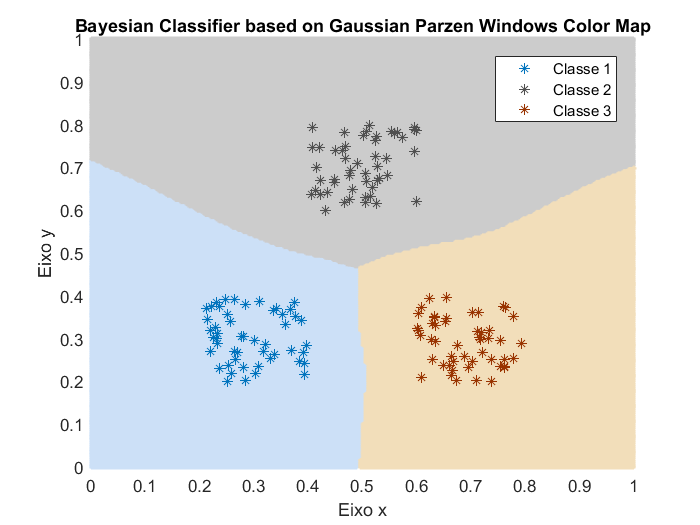 Bayesian Classifier based on Gaussian Parzen Windows Color Map
1
0.9
0.8
0.7
0.6
0.5
0.4
0.3
0.2
0.1
0
Eixo y
Classe 1
Classe 2
Classe 3
0 0.1 0.2 0.3 0.4 0.5 0.6 0.7 0.8 0.9 1
Eixo x